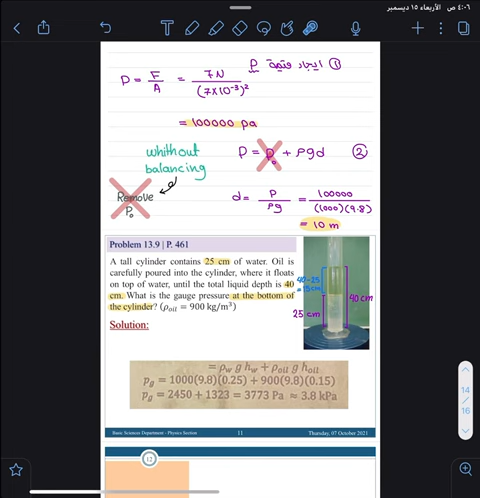 ٤:٠٦ ص الأربعاء ١٥ ديسمبر
① ايجاد قيمة P
P = F/A = 7N/(7×10⁻³)²
= 100000 pa
whithout balancing
P = P₀ + ρgd ②
Remove P₀
d = P/ρg = 100000/(1000)(9.8)
= 10 m
Problem 13.9 | P. 461
A tall cylinder contains 25 cm of water. Oil is
carefully poured into the cylinder, where it floats
on top of water, until the total liquid depth is 40
cm. What is the gauge pressure at the bottom of
the cylinder? (ρoil = 900 kg/m³)
Solution:
40-25
=15cm
40cm
25cm
= ρw g hw + ρoil g hoil
pg = 1000(9.8)(0.25) + 900(9.8)(0.15)
pg = 2450 + 1323 = 3773 Pa ≈ 3.8 kPa
Basic Sciences Department - Physics Section 11 Thursday, 07 October 2021
14
/
16
12